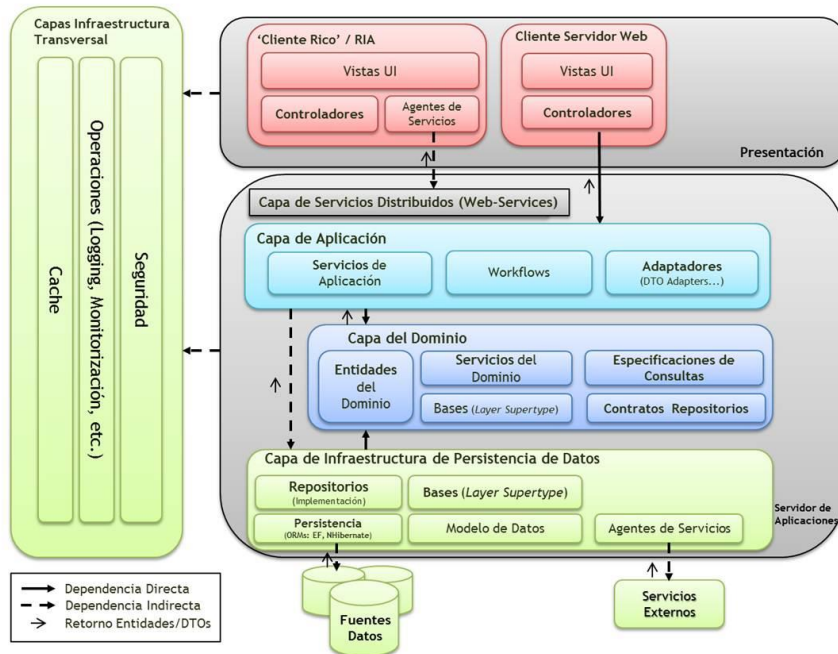 Capas Infraestructura
Transversal
Cache
Operaciones (Logging, Monitorización, etc.)
Seguridad
'Cliente Rico' / RIA
Vistas UI
Controladores
Agentes de
Servicios
Cliente Servidor Web
Vistas UI
Controladores
Presentación
Capa de Servicios Distribuidos (Web-Services)
Capa de Aplicación
Servicios de
Aplicación
Workflows
Adaptadores
(DTO Adapters...)
Capa del Dominio
Entidades
del
Dominio
Servicios del
Dominio
Especificaciones de
Consultas
Bases (Layer Supertype)
Contratos Repositorios
Capa de Infraestructura de Persistencia de Datos
Repositorios
(Implementación)
Bases (Layer Supertype)
Persistencia
(ORMs: EF, NHibernate)
Modelo de Datos
Agentes de Servicios
Servidor de
Aplicaciones
Fuentes
Datos
Servicios
Externos
Dependencia Directa
Dependencia Indirecta
Retorno Entidades/DTOs